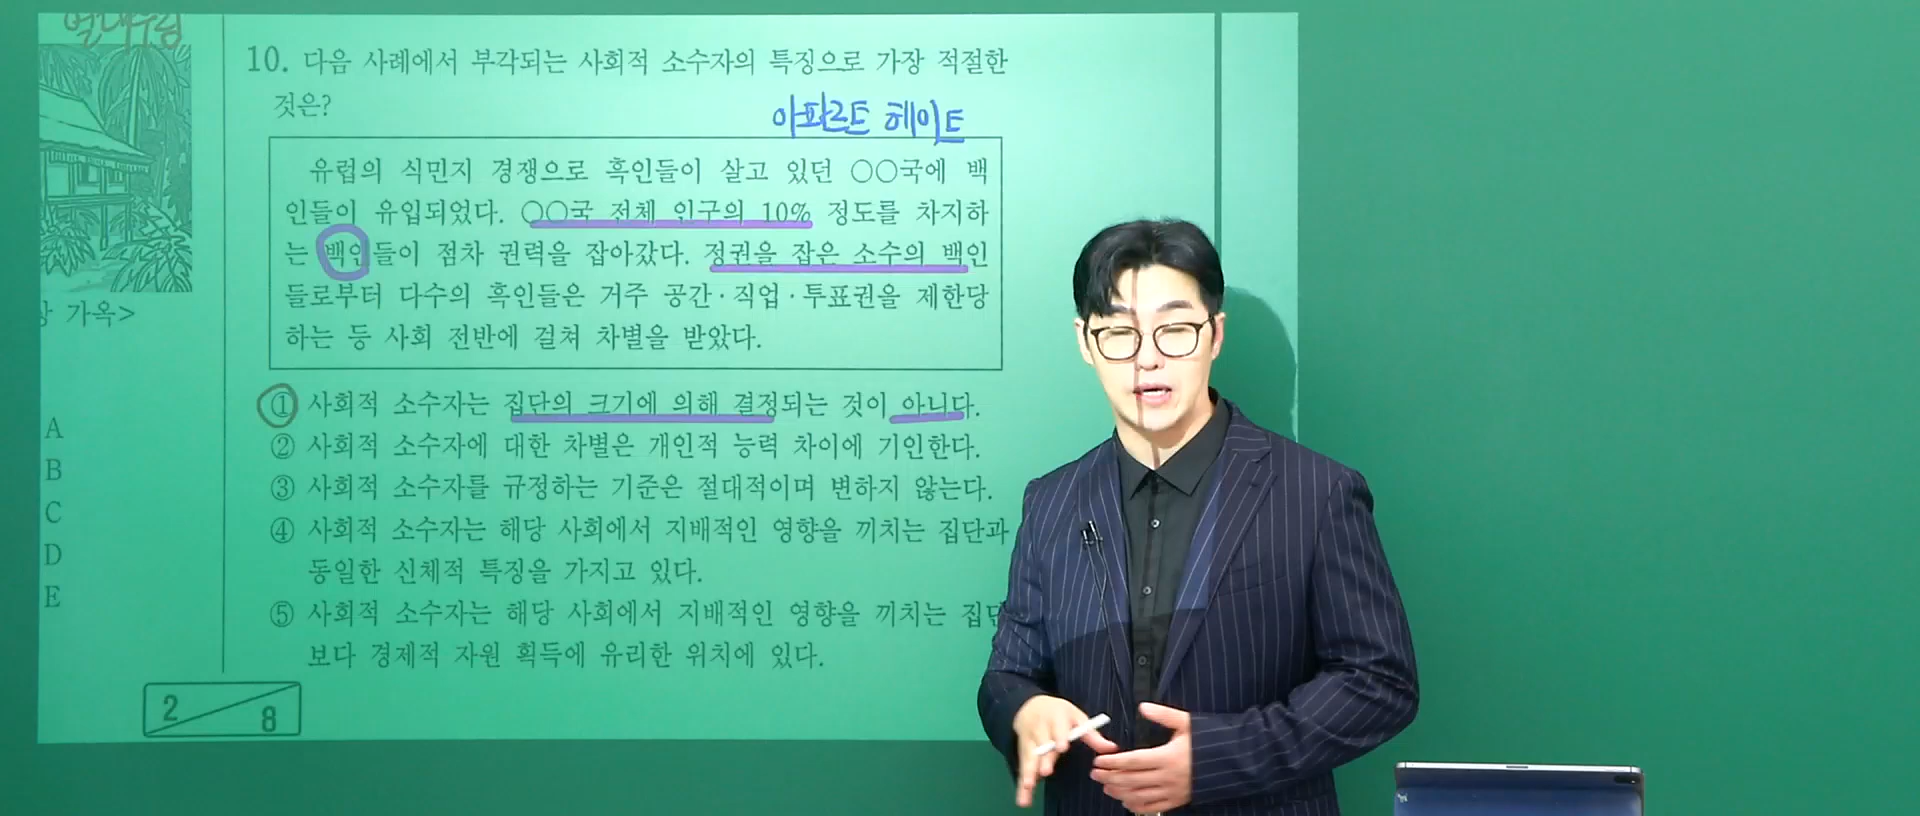 열대우림
10. 다음 사례에서 부각되는 사회적 소수자의 특징으로 가장 적절한
것은?
아파르트 헤이트
유럽의 식민지 경쟁으로 흑인들이 살고 있던 ○○국에 백
인들이 유입되었다. ○○국 전체 인구의 10% 정도를 차지하
는 백인들이 점차 권력을 잡아갔다. 정권을 잡은 소수의 백인
들로부터 다수의 흑인들은 거주 공간·직업·투표권을 제한당
하는 등 사회 전반에 걸쳐 차별을 받았다.
① 사회적 소수자는 집단의 크기에 의해 결정되는 것이 아니다.
② 사회적 소수자에 대한 차별은 개인적 능력 차이에 기인한다.
③ 사회적 소수자를 규정하는 기준은 절대적이며 변하지 않는다.
④ 사회적 소수자는 해당 사회에서 지배적인 영향을 끼치는 집단과
동일한 신체적 특징을 가지고 있다.
⑤ 사회적 소수자는 해당 사회에서 지배적인 영향을 끼치는 집단
보다 경제적 자원 획득에 유리한 위치에 있다.
가옥>
A
B
C
D
E
2
8